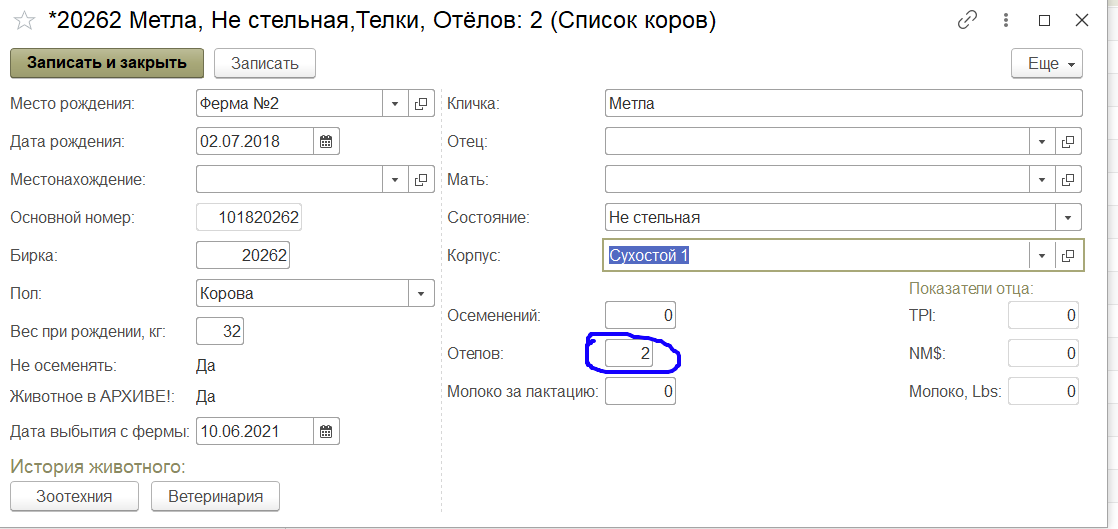 *20262 Метла, Не стельная,Телки, Отёлов: 2 (Список коров)
Записать и закрыть
Записать
Еще
Место рождения: Ферма №2
Кличка: Метла
Дата рождения: 02.07.2018
Отец:
Местонахождение:
Мать:
Основной номер: 101820262
Состояние: Не стельная
Бирка: 20262
Корпус: Сухостой 1
Пол: Корова
Показатели отца:
Вес при рождении, кг: 32
Осеменений: 0
TPI: 0
Не осеменять: Да
Отелов: 2
NM$: 0
Животное в АРХИВЕ!: Да
Молоко за лактацию: 0
Молоко, Lbs: 0
Дата выбытия с фермы: 10.06.2021
История животного:
Зоотехния
Ветеринария